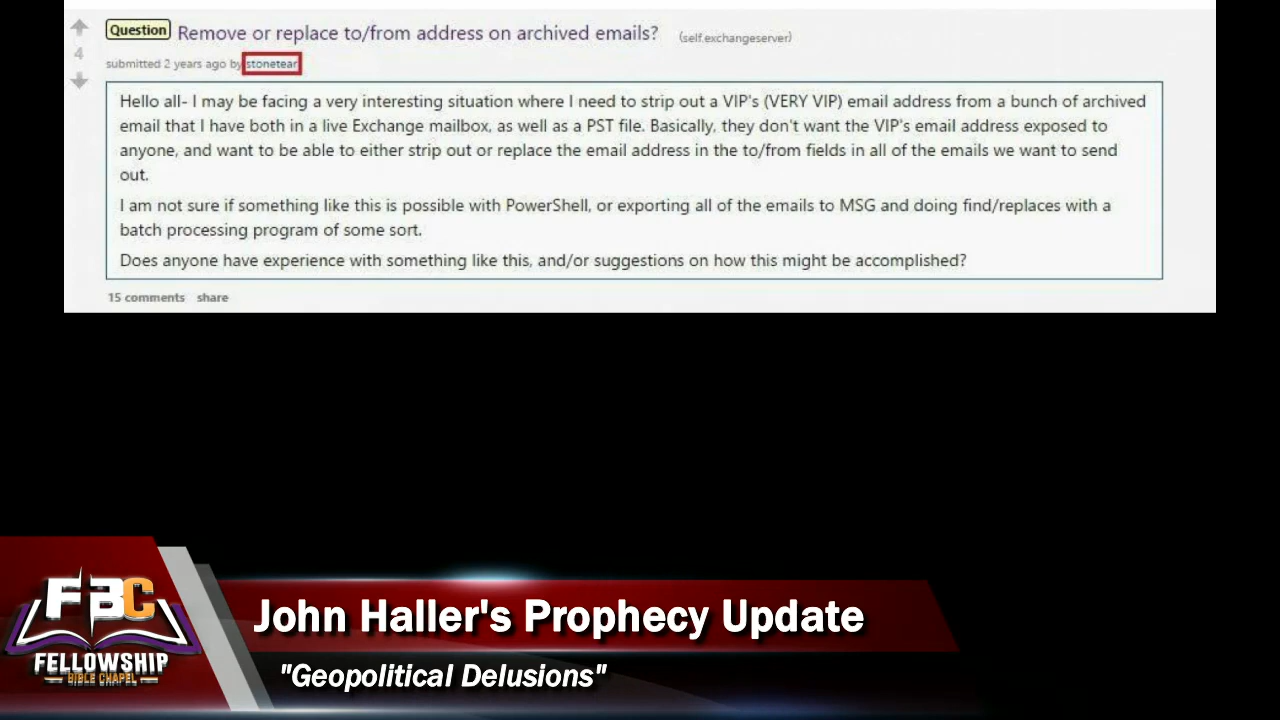 Question Remove or replace to/from address on archived emails? (self.exchangeserver)
4
submitted 2 years ago by stonetear
Hello all- I may be facing a very interesting situation where I need to strip out a VIP's (VERY VIP) email address from a bunch of archived
email that I have both in a live Exchange mailbox, as well as a PST file. Basically, they don't want the VIP's email address exposed to
anyone, and want to be able to either strip out or replace the email address in the to/from fields in all of the emails we want to send
out.
I am not sure if something like this is possible with PowerShell, or exporting all of the emails to MSG and doing find/replaces with a
batch processing program of some sort.
Does anyone have experience with something like this, and/or suggestions on how this might be accomplished?
15 comments share
FBC
FELLOWSHIP
BIBLE CHAPEL
John Haller's Prophecy Update
"Geopolitical Delusions"